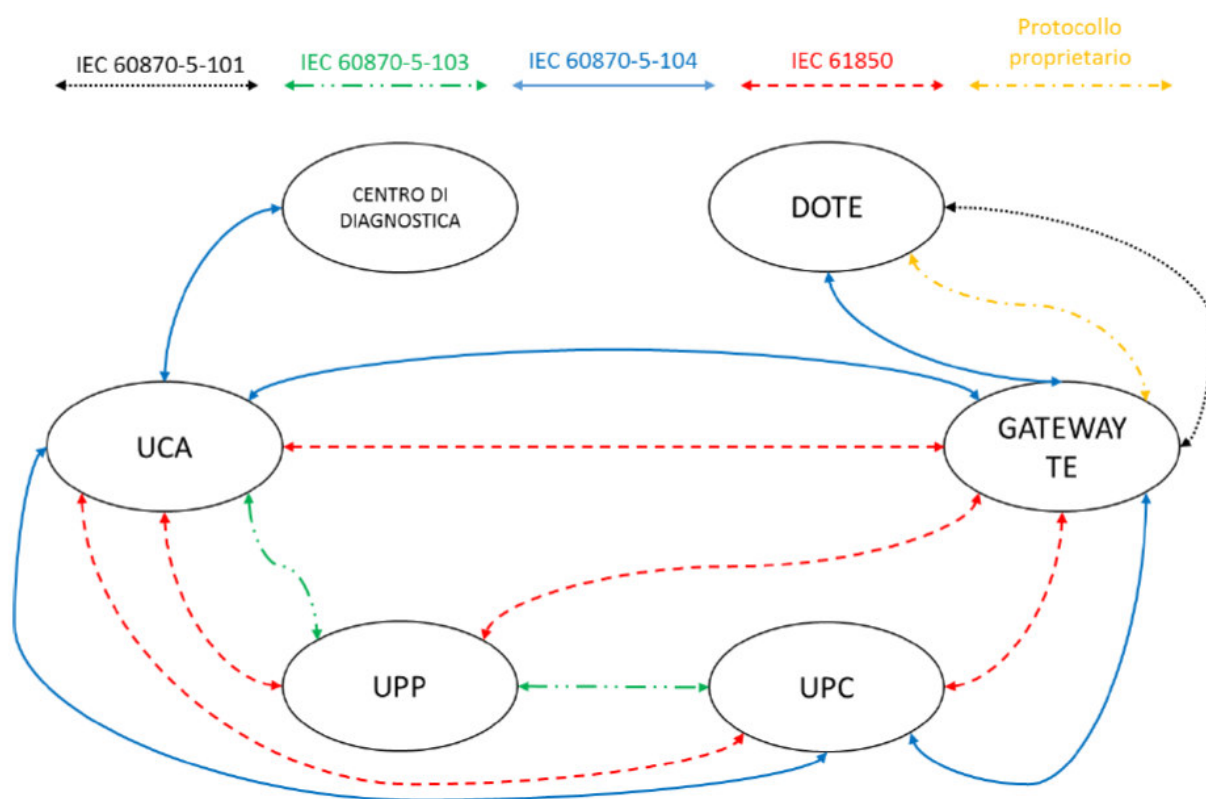 IEC 60870-5-101
IEC 60870-5-103
IEC 60870-5-104
IEC 61850
Protocollo
proprietario
CENTRO DI
DIAGNOSTICA
DOTE
UCA
GATEWAY
TE
UPP
UPC